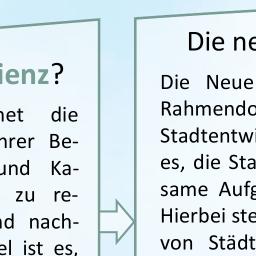 ienz?
net die
hrer Be-
und Ka-
zu re-
nd nach-
el ist es,
Die ne
Die Neue
Rahmendo
Stadtentwi
es, die Sta
same Aufg
Hierbei ste
von Städt